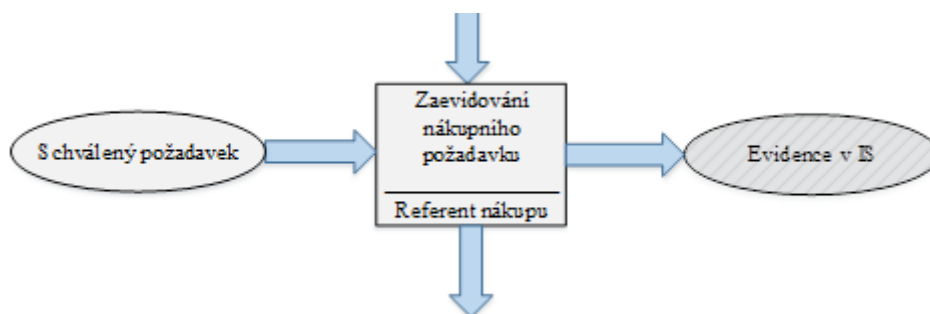 Schválený požadavek
Zaevidování
nákupního
požadavku
Referent nákupu
Evidence v IS